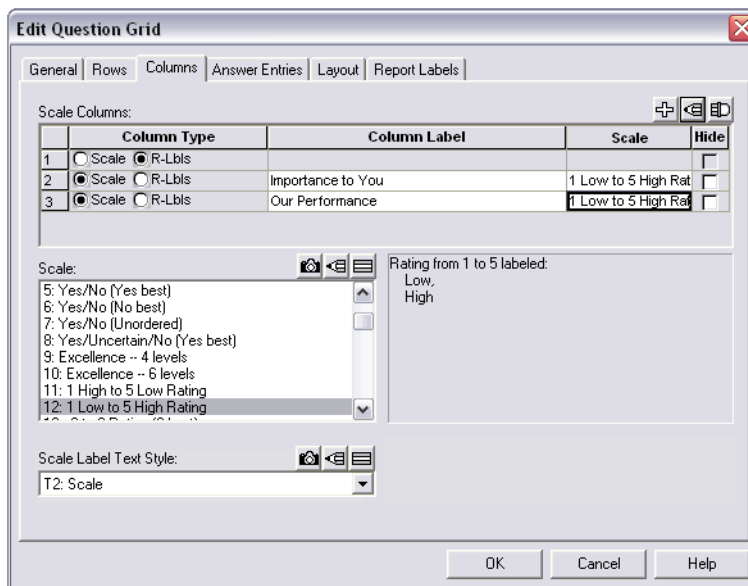 Edit Question Grid
General Rows Columns Answer Entries Layout Report Labels
Scale Columns:
Column Type Column Label Scale Hide
1 Scale R-Lbls
2 Scale R-Lbls Importance to You 1 Low to 5 High Rat
3 Scale R-Lbls Our Performance 1 Low to 5 High Rat
Scale:
5: Yes/No (Yes best)
6: Yes/No (No best)
7: Yes/No (Unordered)
8: Yes/Uncertain/No (Yes best)
9: Excellence -- 4 levels
10: Excellence -- 6 levels
11: 1 High to 5 Low Rating
12: 1 Low to 5 High Rating
Rating from 1 to 5 labeled:
Low,
High
Scale Label Text Style:
T2: Scale
OK Cancel Help